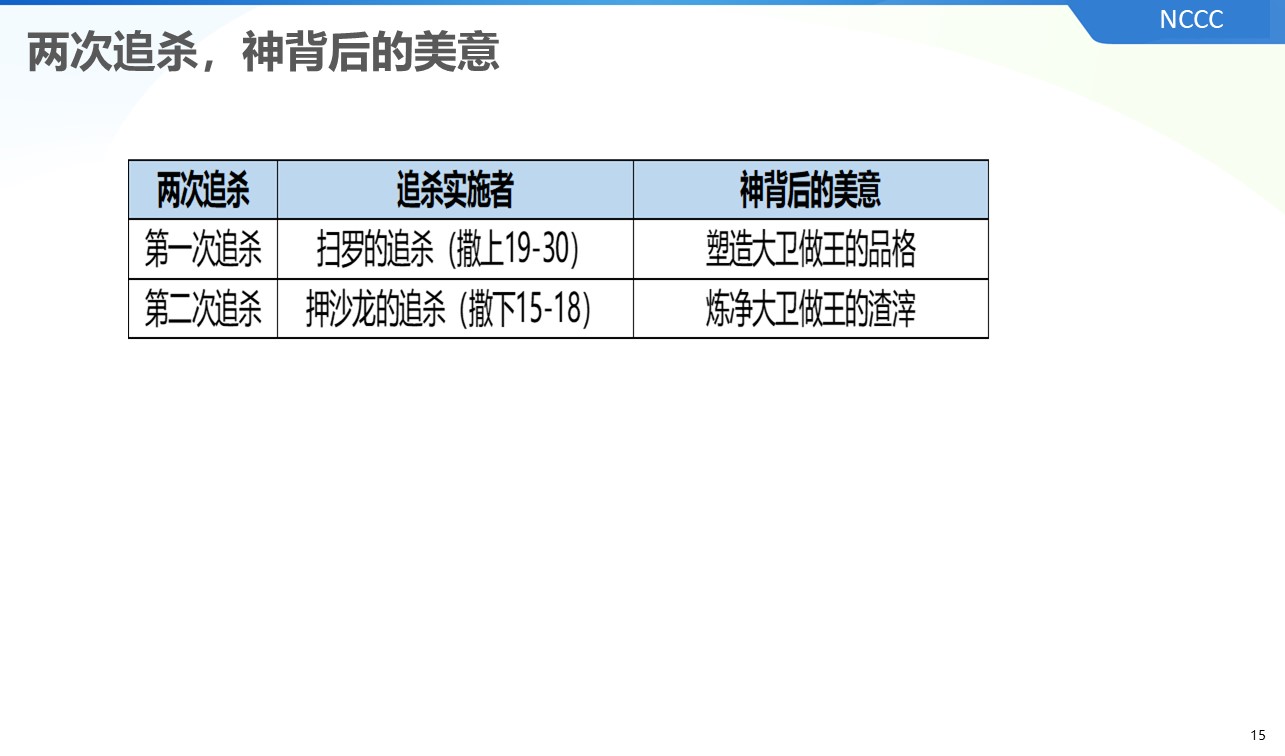 NCCC
两次追杀，神背后的美意
两次追杀 追杀实施者 神背后的美意
第一次追杀 扫罗的追杀（撒上19-30） 塑造大卫做王的品格
第二次追杀 押沙龙的追杀（撒下15-18） 炼净大卫做王的渣滓
15